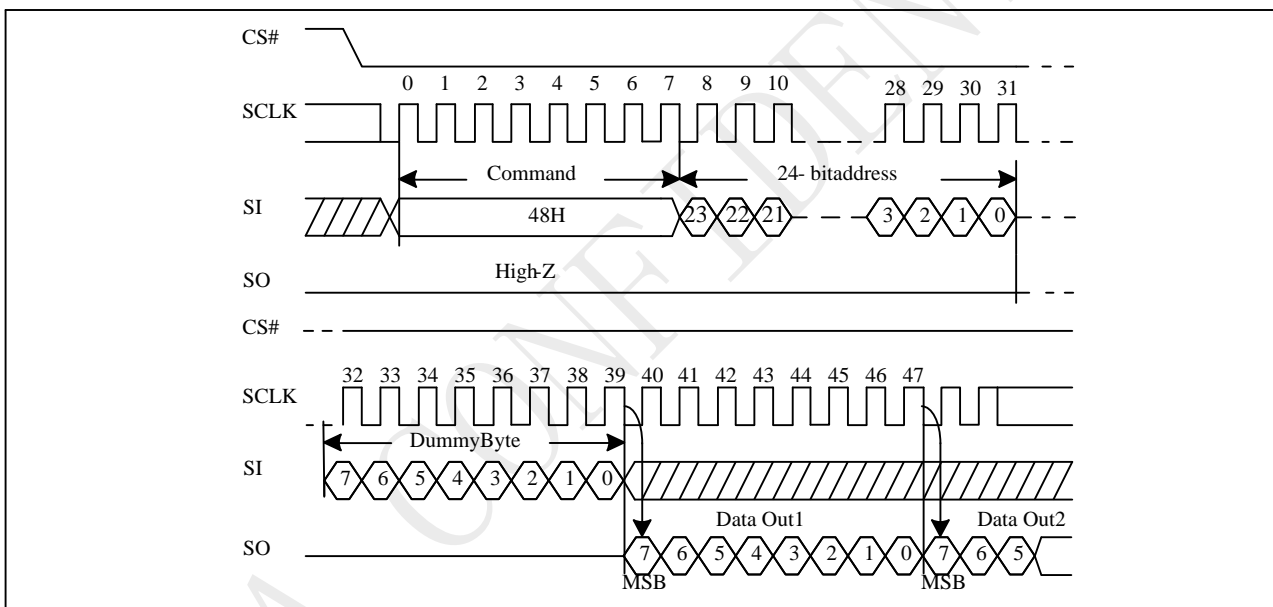 CS#
0 1 2 3 4 5 6 7 8 9 10 28 29 30 31
SCLK
Command 24- bitaddress
SI 48H 23 22 21 3 2 1 0
High-Z
SO
CS#
32 33 34 35 36 37 38 39 40 41 42 43 44 45 46 47
SCLK
DummyByte
SI 7 6 5 4 3 2 1 0
Data Out1 Data Out2
SO 7 6 5 4 3 2 1 0 7 6 5
MSB MSB
A CONFIDEN